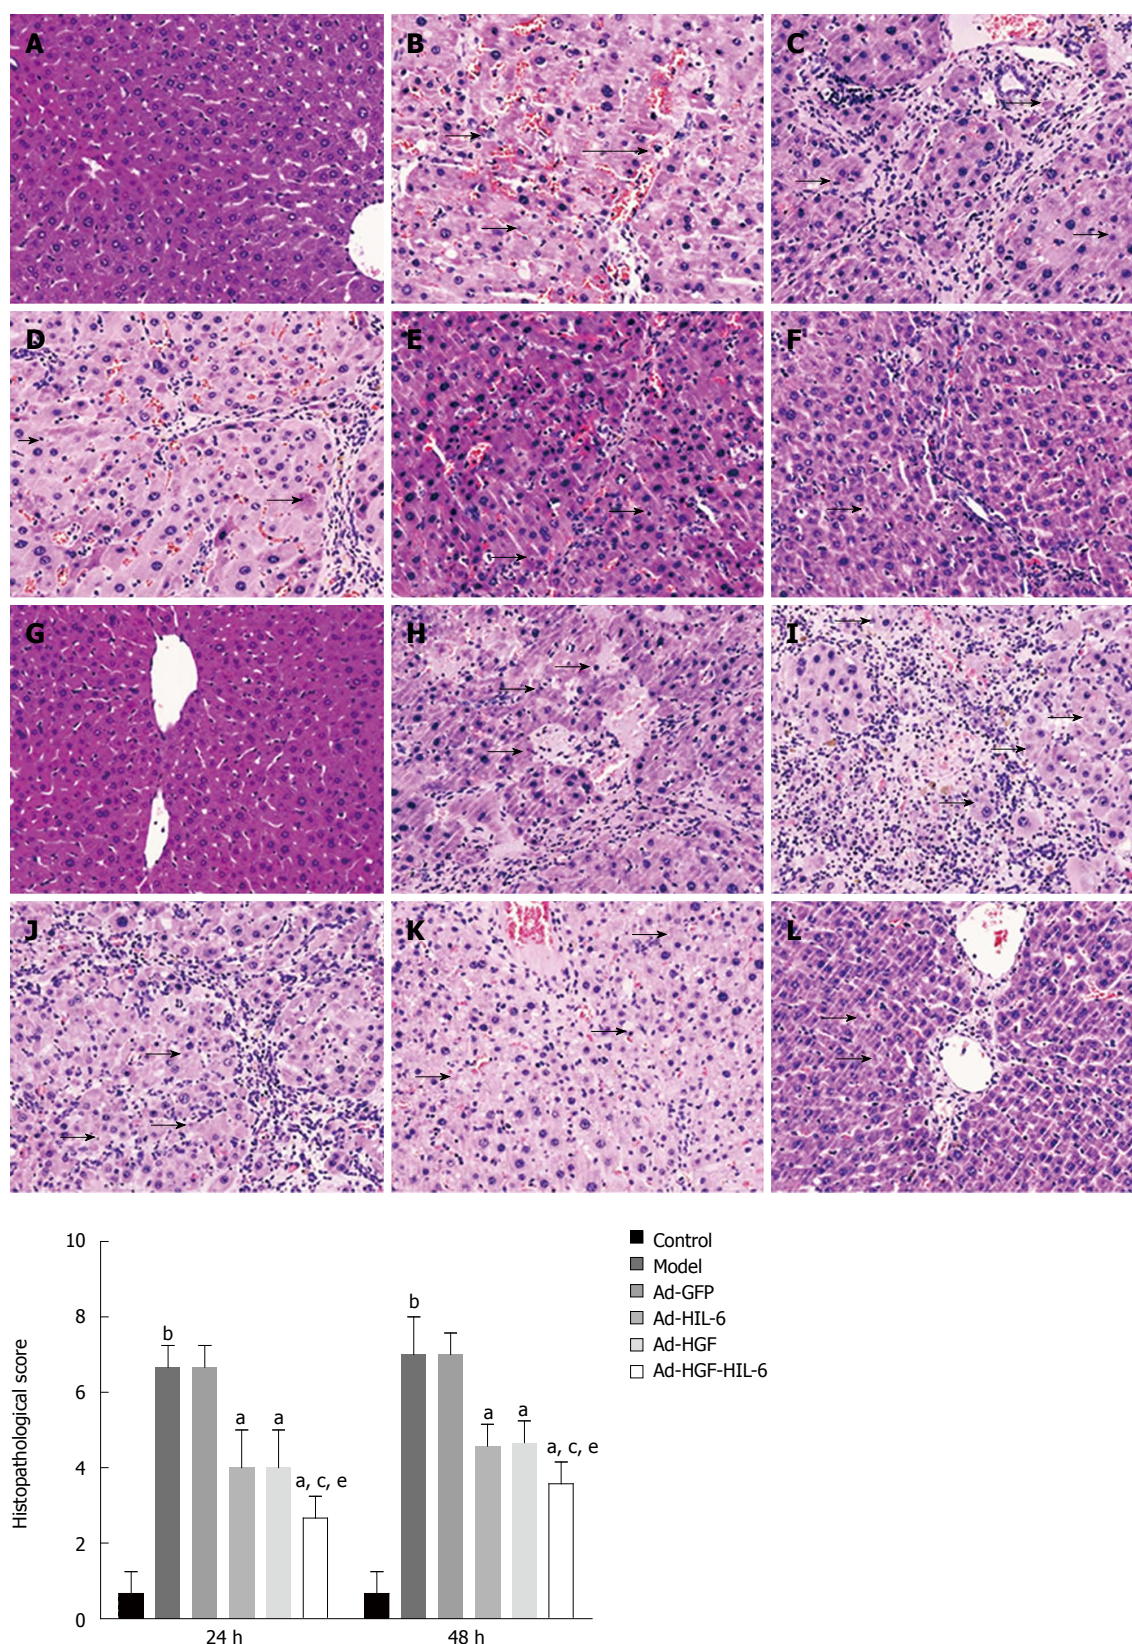 A
B
C
D
E
F
G
H
I
J
K
L
10
8
6
4
2
0
Histopathological score
b
a
a
a, c, e
b
a
a
a, c, e
24 h
48 h
Control
Model
Ad-GFP
Ad-HIL-6
Ad-HGF
Ad-HGF-HIL-6